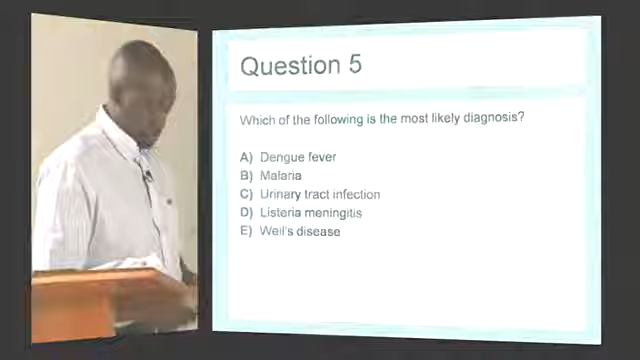 Question 5
Which of the following is the most likely diagnosis?
A) Dengue fever
B) Malaria
C) Urinary tract infection
D) Listeria meningitis
E) Weil's disease